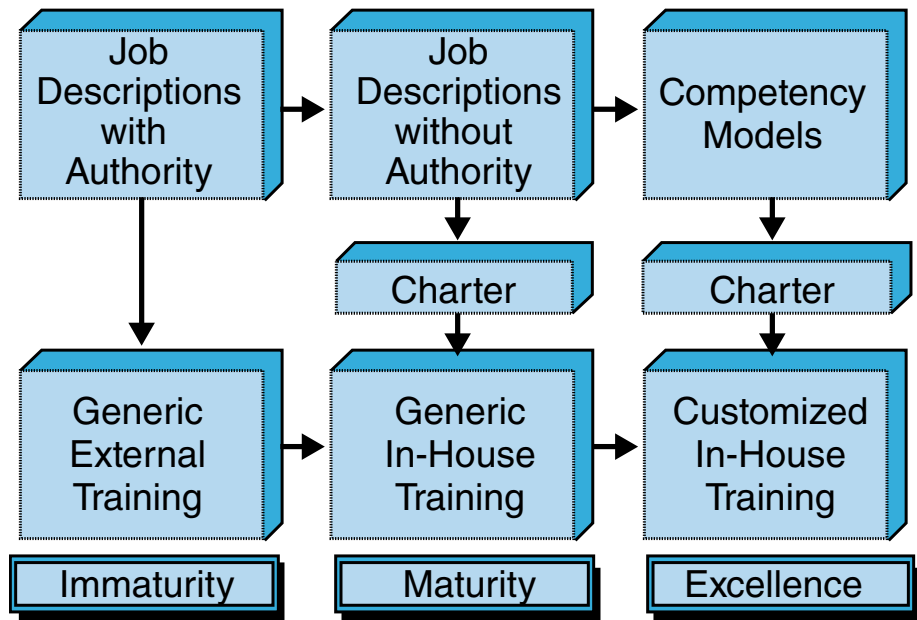 Job
Descriptions
with
Authority
Job
Descriptions
without
Authority
Competency
Models
Charter
Charter
Generic
External
Training
Generic
In-House
Training
Customized
In-House
Training
Immaturity
Maturity
Excellence